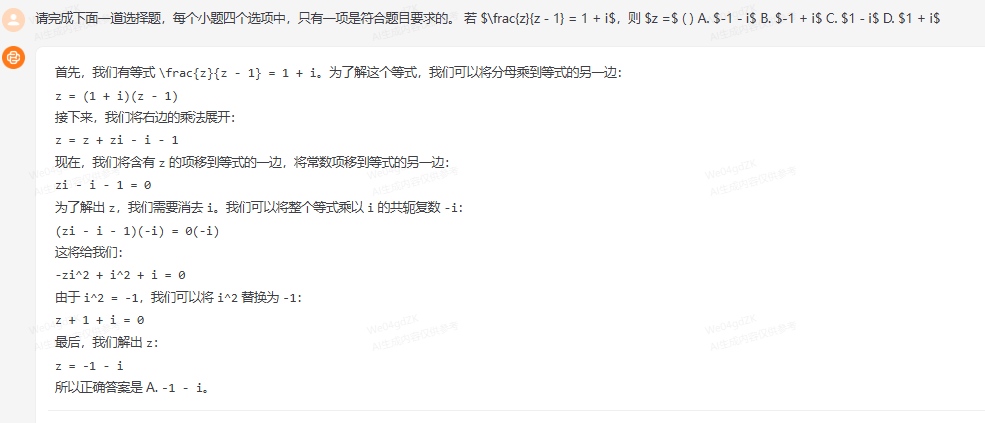 请完成下面一道选择题，每个小题四个选项中，只有一项是符合题目要求的。 若 $\frac{z}{z - 1} = 1 + i$，则 $z =$ ( ) A. $-1 - i$ B. $-1 + i$ C. $1 - i$ D. $1 + i$
首先，我们有等式 \frac{z}{z - 1} = 1 + i。为了解这个等式，我们可以将分母乘到等式的另一边：
z = (1 + i)(z - 1)
接下来，我们将右边的乘法展开：
z = z + zi - i - 1
现在，我们将含有 z 的项移到等式的一边，将常数项移到等式的另一边：
zi - i - 1 = 0
为了解出 z，我们需要消去 i。我们可以将整个等式乘以 i 的共轭复数 -i：
(zi - i - 1)(-i) = 0(-i)
这将给我们：
-zi^2 + i^2 + i = 0
由于 i^2 = -1，我们可以将 i^2 替换为 -1：
z + 1 + i = 0
最后，我们解出 z：
z = -1 - i
所以正确答案是 A. -1 - i。